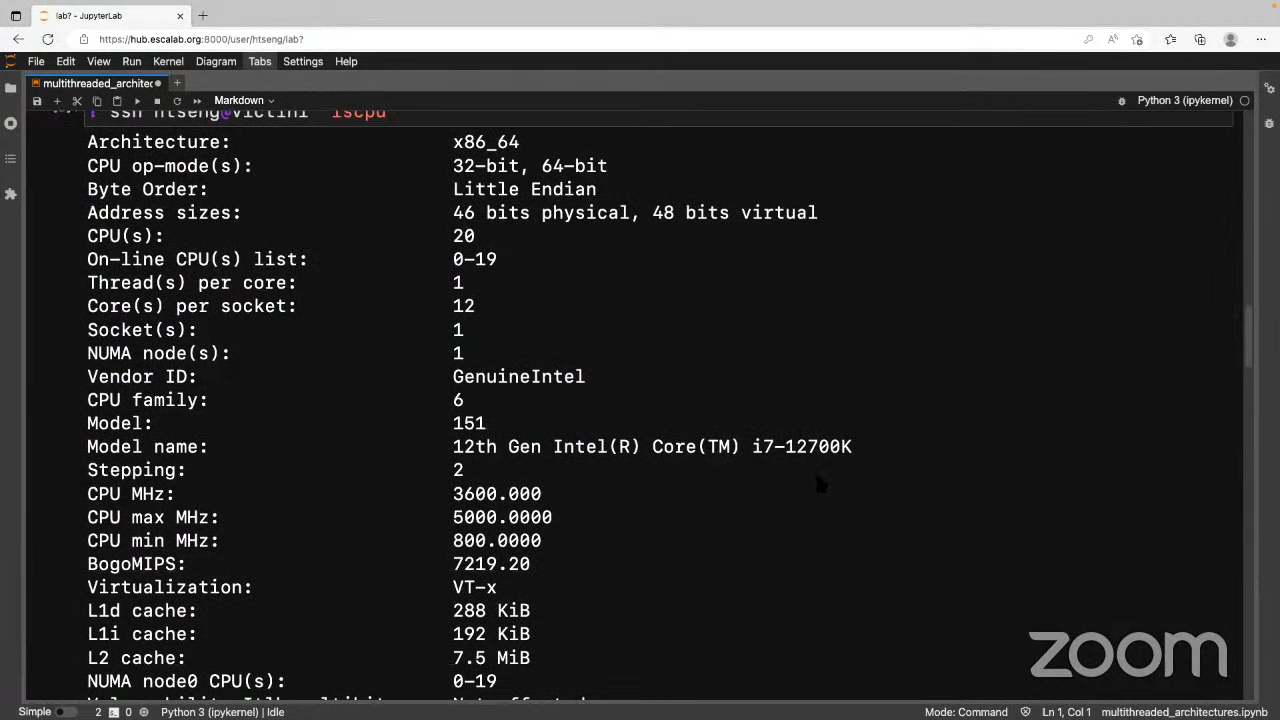 lab? - JupyterLab
https://hub.escalab.org:8000/user/htseng/lab?
File Edit View Run Kernel Diagram Tabs Settings Help
multithreaded_architec
Markdown
Python 3 (ipykernel)
! ssh htseng@victini "lscpu"
Architecture: x86_64
CPU op-mode(s): 32-bit, 64-bit
Byte Order: Little Endian
Address sizes: 46 bits physical, 48 bits virtual
CPU(s): 20
On-line CPU(s) list: 0-19
Thread(s) per core: 1
Core(s) per socket: 12
Socket(s): 1
NUMA node(s): 1
Vendor ID: GenuineIntel
CPU family: 6
Model: 151
Model name: 12th Gen Intel(R) Core(TM) i7-12700K
Stepping: 2
CPU MHz: 3600.000
CPU max MHz: 5000.0000
CPU min MHz: 800.0000
BogoMIPS: 7219.20
Virtualization: VT-x
L1d cache: 288 KiB
L1i cache: 192 KiB
L2 cache: 7.5 MiB
NUMA node0 CPU(s): 0-19
zoom
Simple 2 0 Python 3 (ipykernel) | Idle Mode: Command Ln 1, Col 1 multithreaded_architectures.ipynb